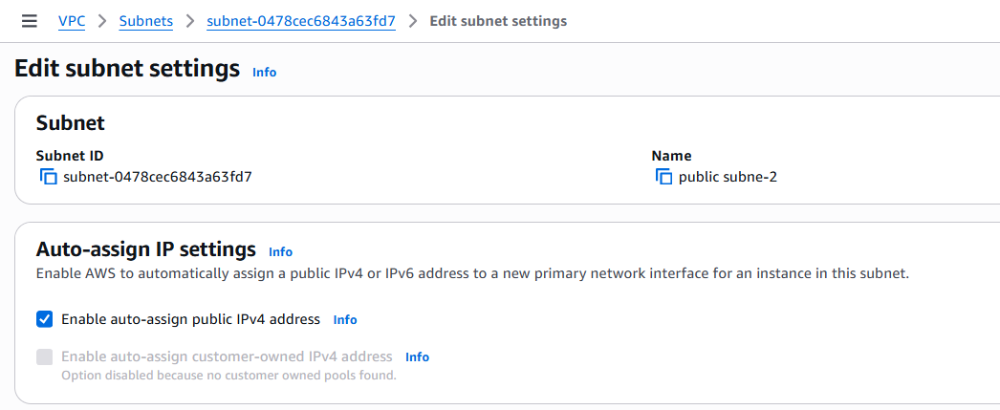 VPC > Subnets > subnet-0478cec6843a63fd7 > Edit subnet settings
Edit subnet settings Info
Subnet
Subnet ID Name
subnet-0478cec6843a63fd7 public subne-2
Auto-assign IP settings Info
Enable AWS to automatically assign a public IPv4 or IPv6 address to a new primary network interface for an instance in this subnet.
Enable auto-assign public IPv4 address Info
Enable auto-assign customer-owned IPv4 address Info
Option disabled because no customer owned pools found.